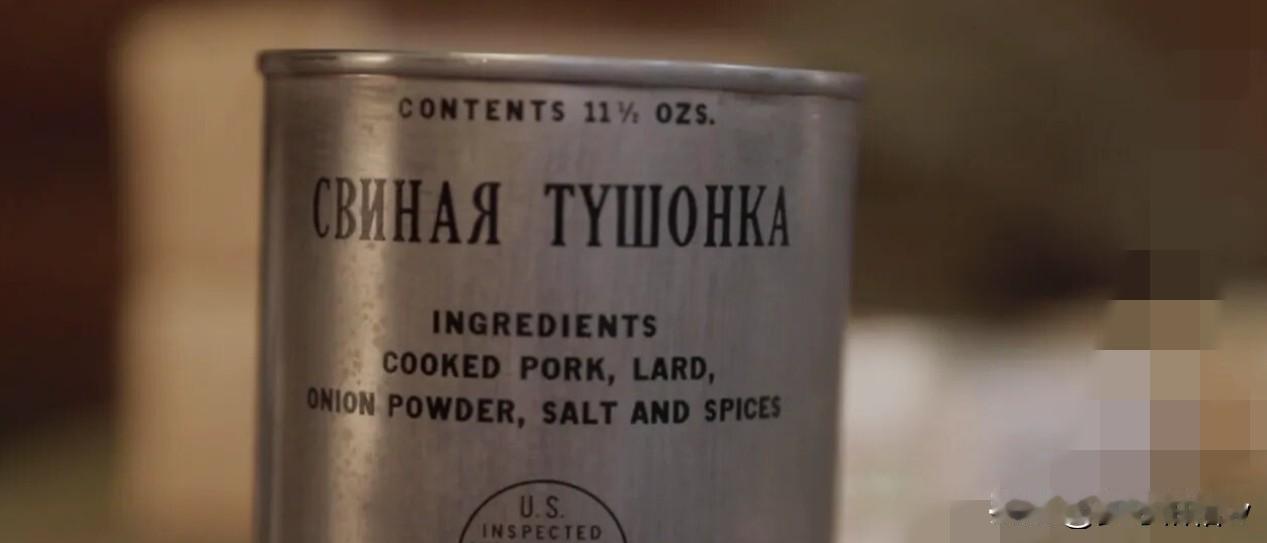 CONTENTS 11½ OZS.
СВИНАЯ ТУШОНКА
INGREDIENTS
COOKED PORK, LARD,
ONION POWDER, SALT AND SPICES
U.S.
INSPECTED